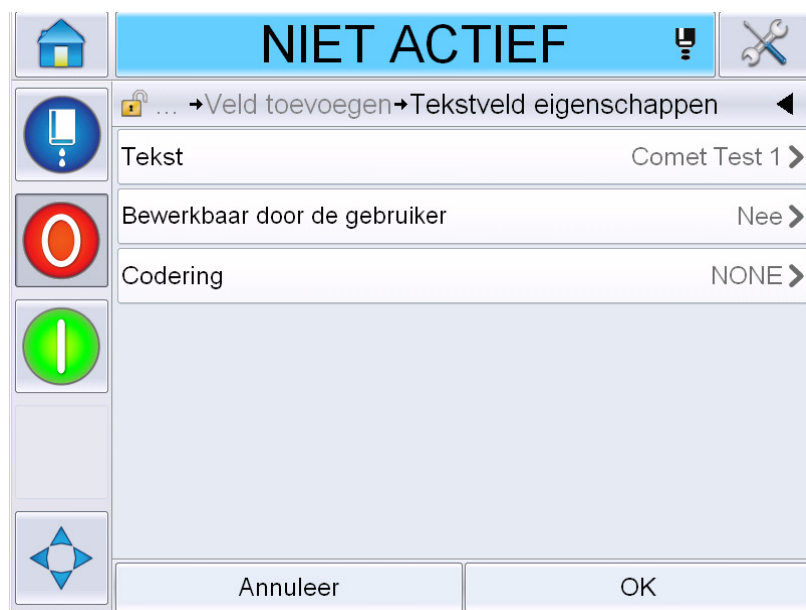 NIET ACTIEF
... →Veld toevoegen→Tekstveld eigenschappen
Tekst Comet Test 1
Bewerkbaar door de gebruiker Nee
Codering NONE
Annuleer OK